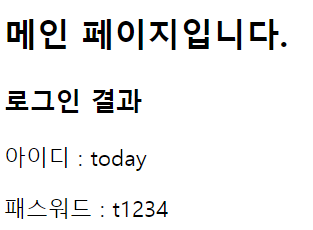 메인 페이지입니다.
로그인 결과
아이디 : today
패스워드 : t1234